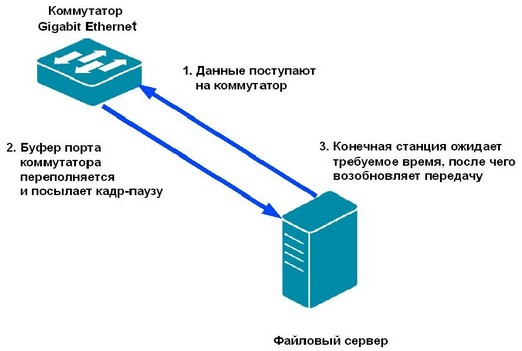 Коммутатор
Gigabit Ethernet
1. Данные поступают
на коммутатор
2. Буфер порта
коммутатора
переполняется
и посылает кадр-паузу
3. Конечная станция ожидает
требуемое время, после чего
возобновляет передачу
Файловый сервер